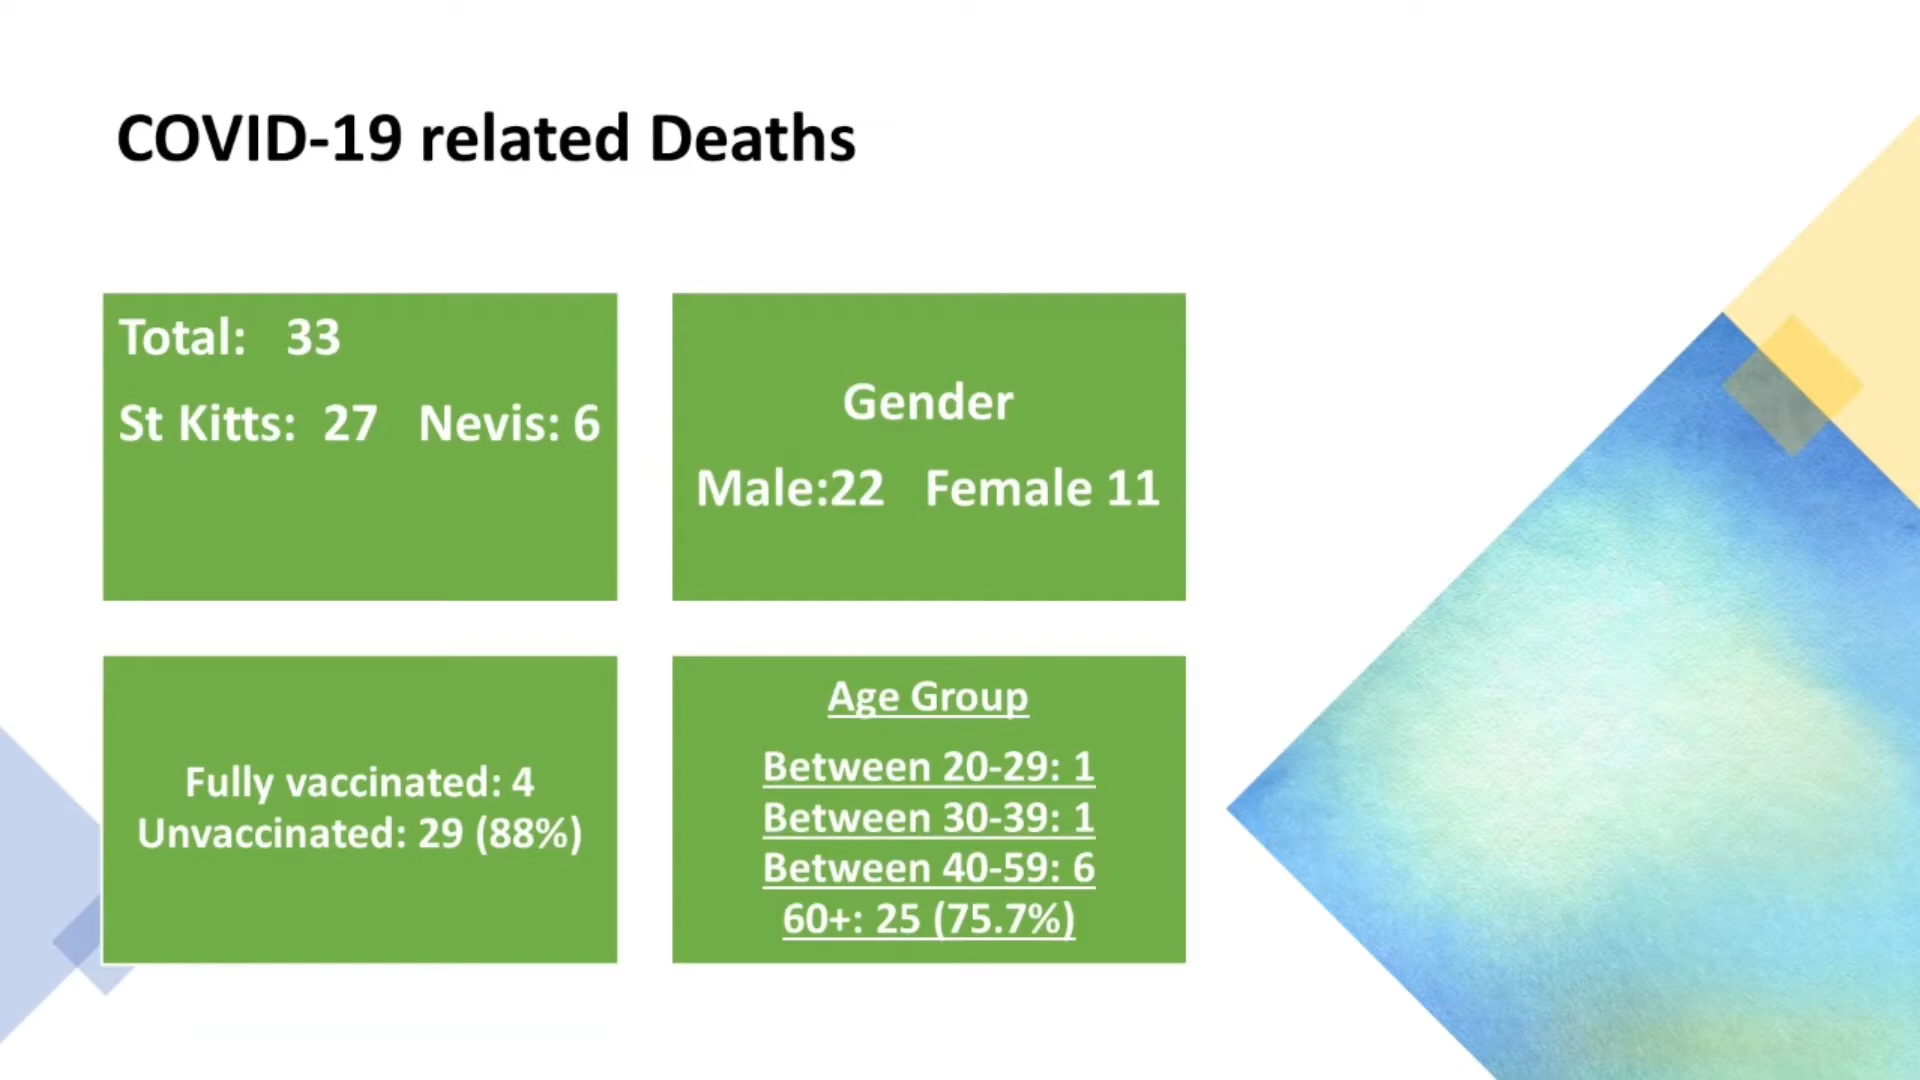 COVID-19 related Deaths
Total: 33
St Kitts: 27 Nevis: 6
Gender
Male:22 Female 11
Fully vaccinated: 4
Unvaccinated: 29 (88%)
Age Group
Between 20-29: 1
Between 30-39: 1
Between 40-59: 6
60+: 25 (75.7%)